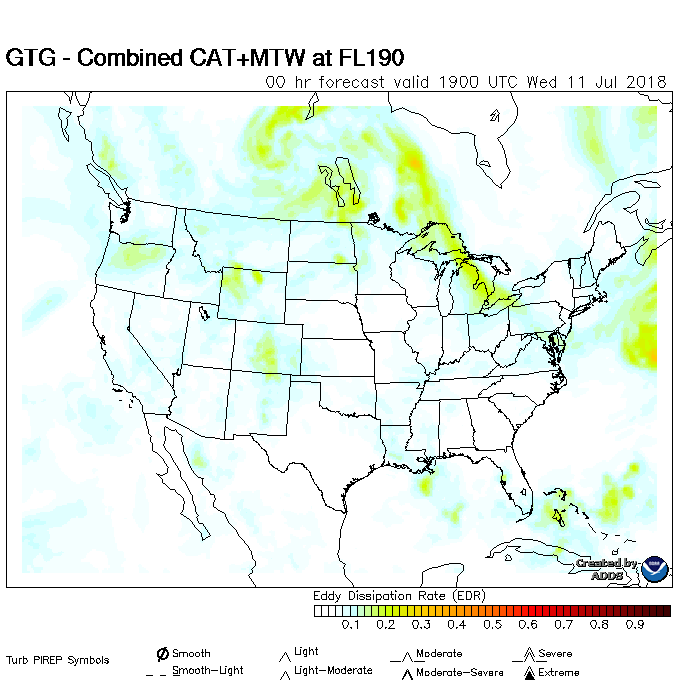 GTG - Combined CAT+MTW at FL190
00 hr forecast valid 1900 UTC Wed 11 Jul 2018
Created by
ADDS
Eddy Dissipation Rate (EDR)
0.1 0.2 0.3 0.4 0.5 0.6 0.7 0.8 0.9
Turb PIREP Symbols
Smooth Light Moderate Severe
Smooth-Light Light-Moderate Moderate-Severe Extreme